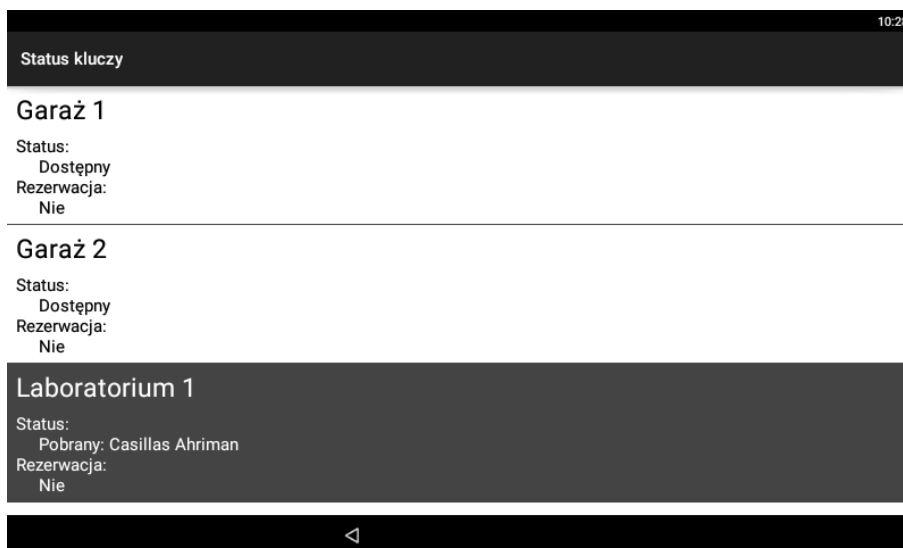 10:28
Status kluczy
Garaż 1
Status:
Dostępny
Rezerwacja:
Nie
Garaż 2
Status:
Dostępny
Rezerwacja:
Nie
Laboratorium 1
Status:
Pobrany: Casillas Ahriman
Rezerwacja:
Nie